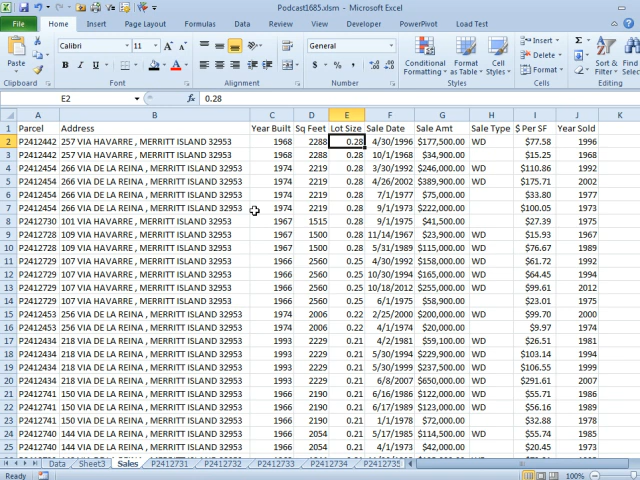 Podcast1685.xlsm - Microsoft Excel
File Home Insert Page Layout Formulas Data Review View Developer PowerPivot Load Test
Paste Calibri 11 General Conditional Formatting Format as Table Cell Styles Insert Delete Format Sort & Filter Find & Select
Clipboard Font Alignment Number Styles Cells Editing
E2 fx 0.28
A B C D E F G H I J K
1 Parcel Address Year Built Sq Feet Lot Size Sale Date Sale Amt Sale Type $ Per SF Year Sold
2 P2412442 257 VIA HAVARRE , MERRITT ISLAND 32953 1968 2288 0.28 4/30/1996 $177,500.00 WD $77.58 1996
3 P2412442 257 VIA HAVARRE , MERRITT ISLAND 32953 1968 2288 0.28 10/1/1968 $34,900.00 $15.25 1968
4 P2412454 266 VIA DE LA REINA , MERRITT ISLAND 32953 1974 2219 0.28 3/30/1992 $246,000.00 WD $110.86 1992
5 P2412454 266 VIA DE LA REINA , MERRITT ISLAND 32953 1974 2219 0.28 4/26/2002 $389,900.00 WD $175.71 2002
6 P2412454 266 VIA DE LA REINA , MERRITT ISLAND 32953 1974 2219 0.28 7/1/1977 $75,000.00 $33.80 1977
7 P2412454 266 VIA DE LA REINA , MERRITT ISLAND 32953 1974 2219 0.28 9/1/1973 $222,000.00 $100.05 1973
8 P2412730 101 VIA HAVARRE , MERRITT ISLAND 32953 1967 1515 0.28 9/1/1975 $41,500.00 $27.39 1975
9 P2412728 109 VIA HAVARRE , MERRITT ISLAND 32953 1967 1500 0.28 11/14/1967 $23,900.00 WD $15.93 1967
10 P2412728 109 VIA HAVARRE , MERRITT ISLAND 32953 1967 1500 0.28 5/31/1989 $115,000.00 WD $76.67 1989
11 P2412729 107 VIA HAVARRE , MERRITT ISLAND 32953 1966 2560 0.25 4/30/1992 $158,000.00 WD $61.72 1992
12 P2412729 107 VIA HAVARRE , MERRITT ISLAND 32953 1966 2560 0.25 10/30/1994 $165,000.00 WD $64.45 1994
13 P2412729 107 VIA HAVARRE , MERRITT ISLAND 32953 1966 2560 0.25 10/18/2012 $255,000.00 WD $99.61 2012
14 P2412729 107 VIA HAVARRE , MERRITT ISLAND 32953 1966 2560 0.25 6/1/1975 $58,900.00 $23.01 1975
15 P2412453 256 VIA DE LA REINA , MERRITT ISLAND 32953 1974 2006 0.22 2/25/2000 $200,000.00 WD $99.70 2000
16 P2412453 256 VIA DE LA REINA , MERRITT ISLAND 32953 1974 2006 0.22 4/1/1974 $20,000.00 $9.97 1974
17 P2412434 218 VIA DE LA REINA , MERRITT ISLAND 32953 1993 2229 0.21 4/2/1981 $59,100.00 WD $26.51 1981
18 P2412434 218 VIA DE LA REINA , MERRITT ISLAND 32953 1993 2229 0.21 5/30/1994 $229,900.00 WD $103.14 1994
19 P2412434 218 VIA DE LA REINA , MERRITT ISLAND 32953 1993 2229 0.21 5/30/1999 $237,500.00 WD $106.55 1999
20 P2412434 218 VIA DE LA REINA , MERRITT ISLAND 32953 1993 2229 0.21 6/8/2007 $650,000.00 WD $291.61 2007
21 P2412741 150 VIA DE LA REINA , MERRITT ISLAND 32953 1966 2190 0.21 6/16/1986 $122,000.00 WD $55.71 1986
22 P2412741 150 VIA DE LA REINA , MERRITT ISLAND 32953 1966 2190 0.21 6/17/1989 $123,000.00 WD $56.16 1989
23 P2412741 150 VIA DE LA REINA , MERRITT ISLAND 32953 1966 2190 0.21 1/1/1978 $72,000.00 $32.88 1978
24 P2412740 144 VIA DE LA REINA , MERRITT ISLAND 32953 1966 2054 0.21 5/17/1985 $114,500.00 WD $55.74 1985
25 P2412740 144 VIA DE LA REINA , MERRITT ISLAND 32953 1966 2054 0.21 4/1/1973 $42,000.00 $20.45 1973
Data Sheet3 Sales P2412731 P2412732 P2412733 P2412734 P2412735
Ready 100%